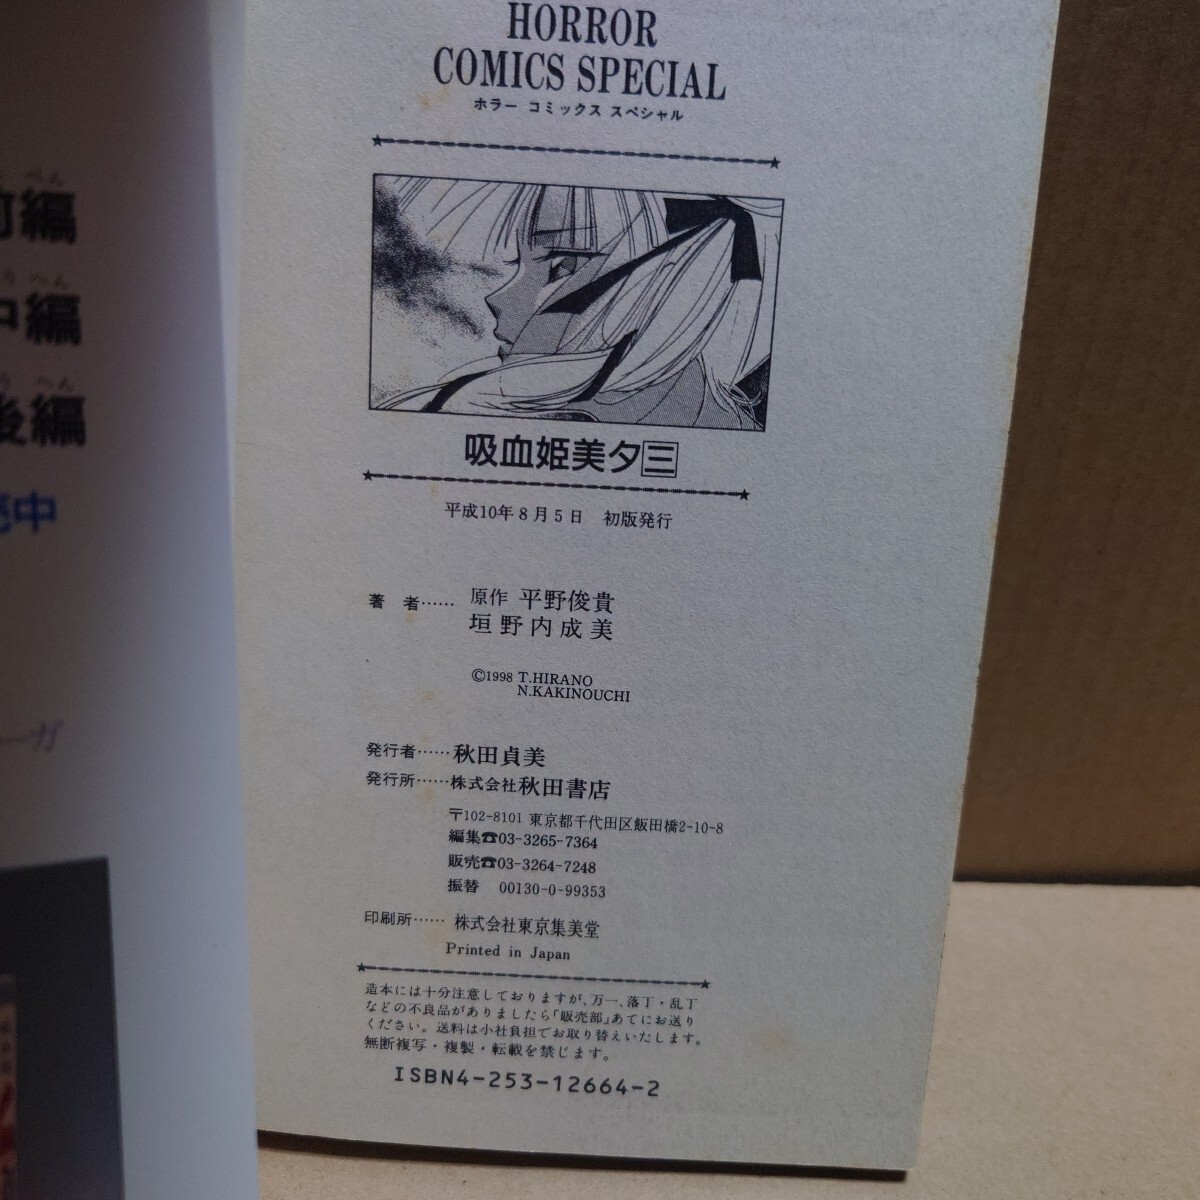 HORROR
COMICS SPECIAL
ホラー コミックス スペシャル
吸血姫美夕三
平成10年8月5日　初版発行
著　者……原作 平野俊貴
垣野内成美
©1998 T.HIRANO
N.KAKINOUCHI
発行者……秋田貞美
発行所……株式会社秋田書店
〒102-8101 東京都千代田区飯田橋2-10-8
編集☎03-3265-7364
販売☎03-3264-7248
振替　00130-0-99353
印刷所……株式会社東京集美堂
Printed in Japan
造本には十分注意しておりますが、万一、落丁・乱丁
などの不良品がありましたら「販売部」あてにお送り
ください。送料は小社負担でお取り替えいたします。
無断複写・複製・転載を禁じます。
ISBN4-253-12664-2
前編
中編
後編
売中